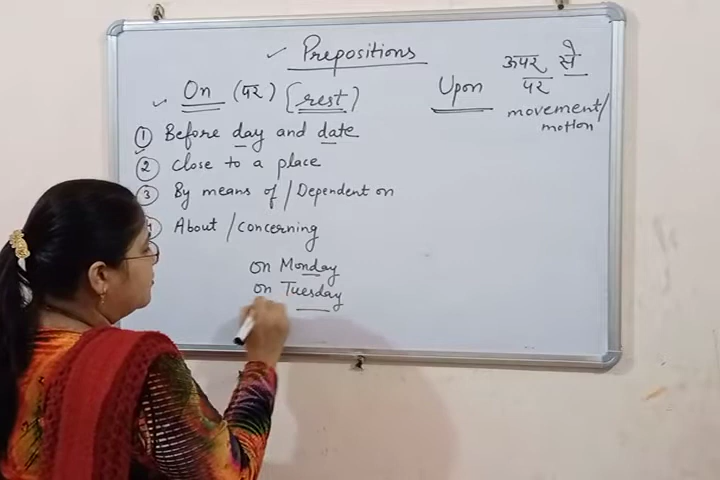 ✓ Prepositions
✓ On (पर) (rest)
Upon
ऊपर से
पर
movement/
motion
① Before day and date
② close to a place
③ By means of / Dependent on
About / concerning
on Monday
on Tuesday